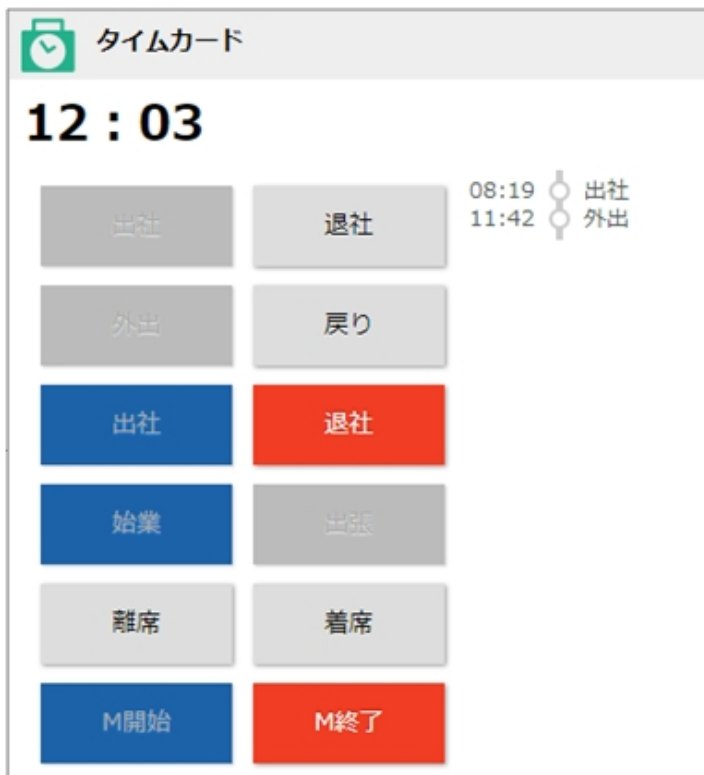 タイムカード
12：03
出社 退社
外出 戻り
出社 退社
始業 出張
離席 着席
M開始 M終了
08:19 出社
11:42 外出